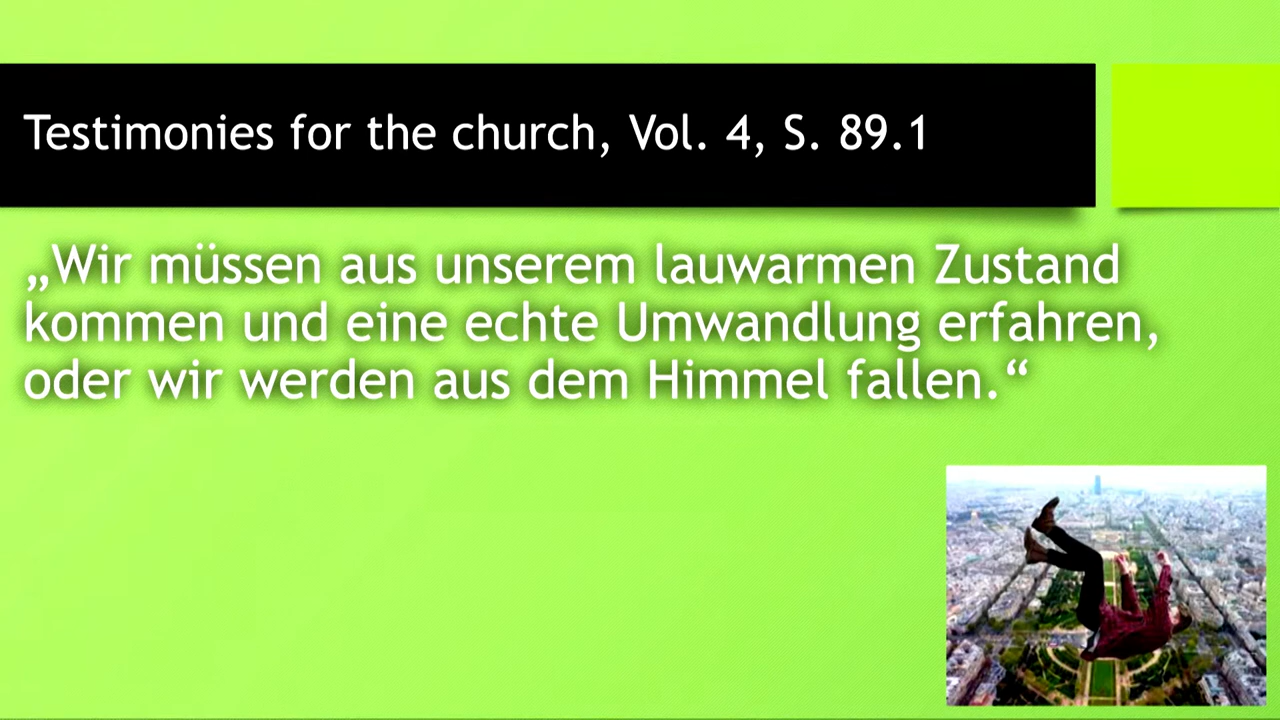 Testimonies for the church, Vol. 4, S. 89.1
„Wir müssen aus unserem lauwarmen Zustand
kommen und eine echte Umwandlung erfahren,
oder wir werden aus dem Himmel fallen.“